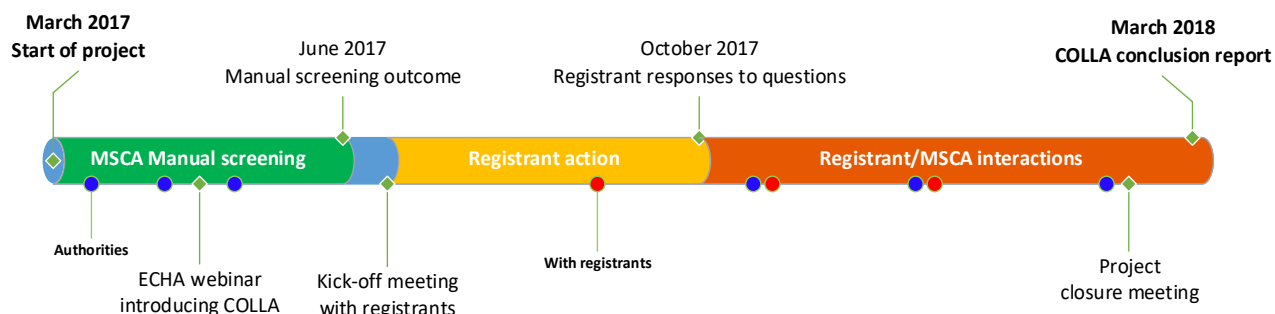 March 2017
Start of project
June 2017
Manual screening outcome
October 2017
Registrant responses to questions
March 2018
COLLA conclusion report
MSCA Manual screening
Registrant action
Registrant/MSCA interactions
Authorities
ECHA webinar
introducing COLLA
Kick-off meeting
with registrants
With registrants
Project
closure meeting